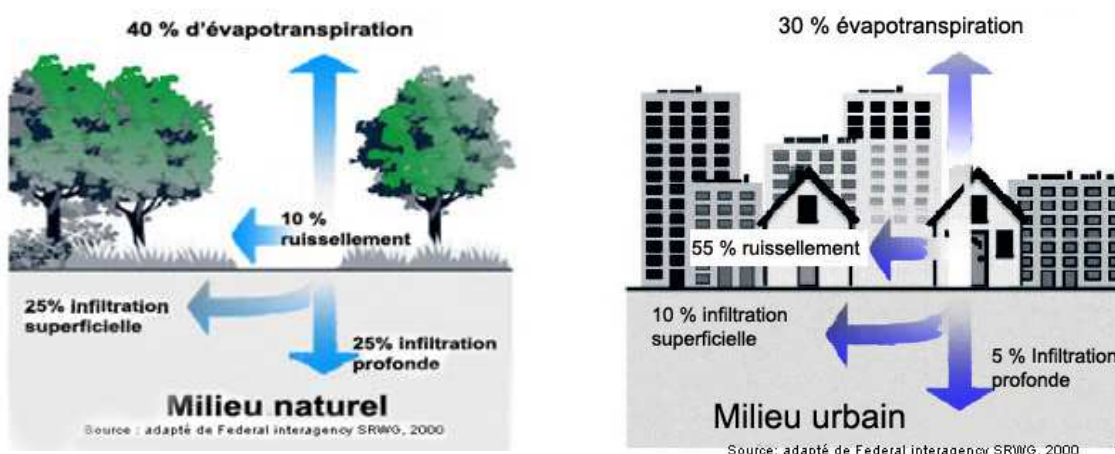 40 % d'évapotranspiration
10 %
ruissellement
25% infiltration
superficielle
25% infiltration
profonde
Milieu naturel
Source : adapté de Federal interagency SRWG, 2000
30 % évapotranspiration
55 % ruissellement
10 % infiltration
superficielle
5 % Infiltration
profonde
Milieu urbain
Source: adapté de Federal interagency SRWG, 2000